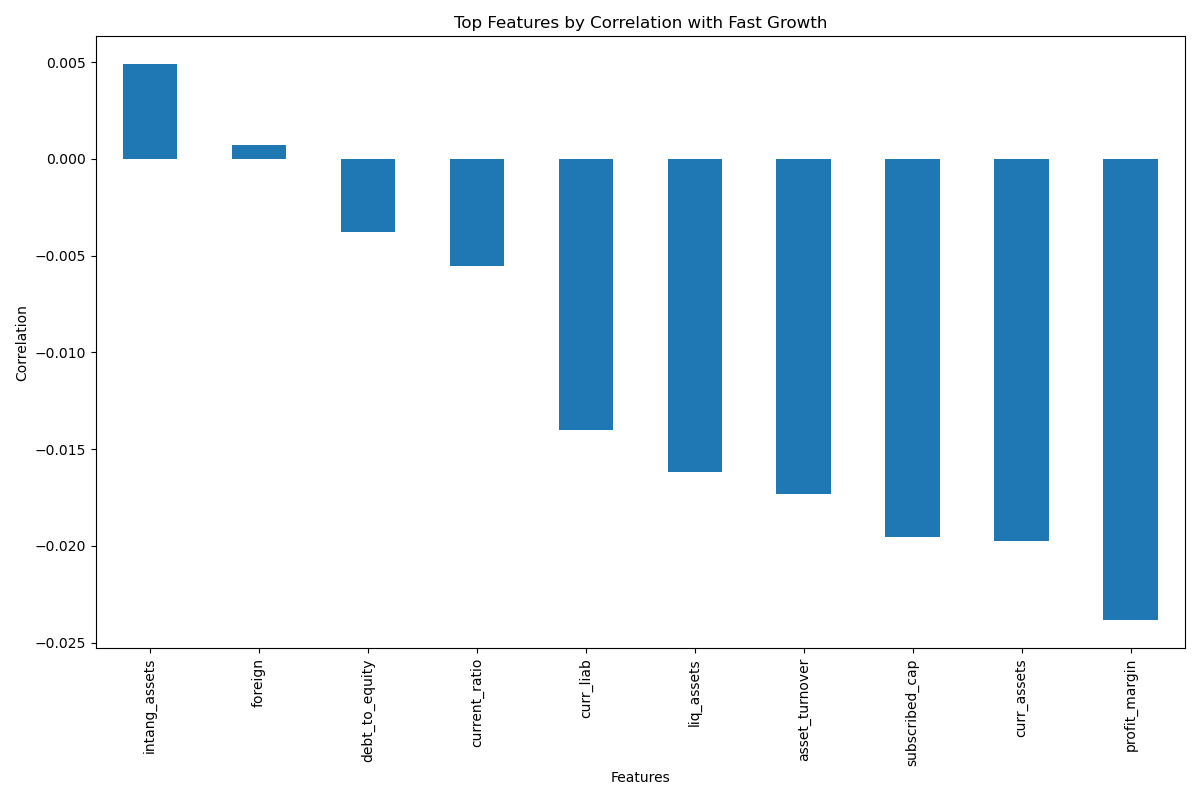 Top Features by Correlation with Fast Growth
Correlation
0.005
0.000
−0.005
−0.010
−0.015
−0.020
−0.025
intang_assets
foreign
debt_to_equity
current_ratio
curr_liab
liq_assets
asset_turnover
subscribed_cap
curr_assets
profit_margin
Features